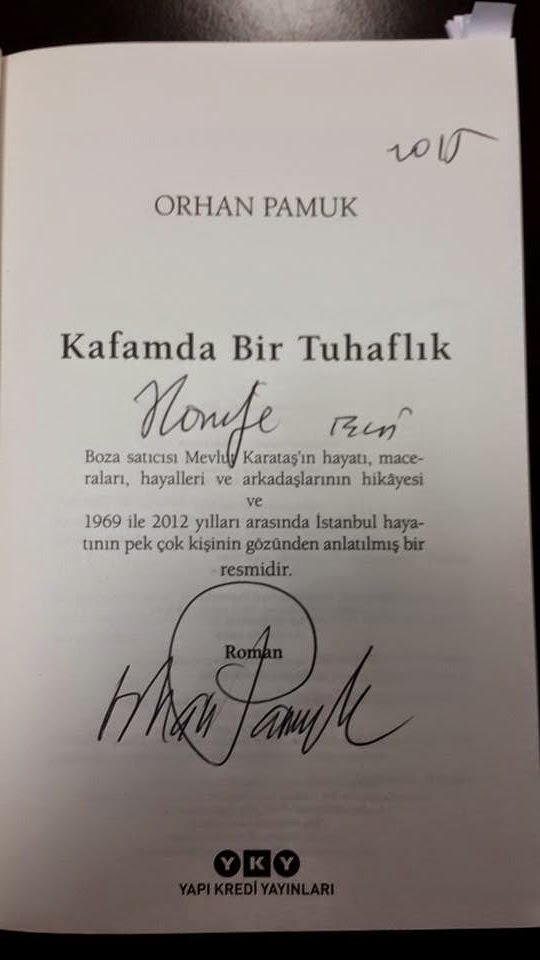 2015
ORHAN PAMUK
Kafamda Bir Tuhaflık
Boza satıcısı Mevlut Karataş'ın hayatı, mace-
raları, hayalleri ve arkadaşlarının hikâyesi
ve
1969 ile 2012 yılları arasında İstanbul haya-
tının pek çok kişinin gözünden anlatılmış bir
resmidir.
Roman
Orhan Pamuk
YKY
YAPI KREDİ YAYINLARI